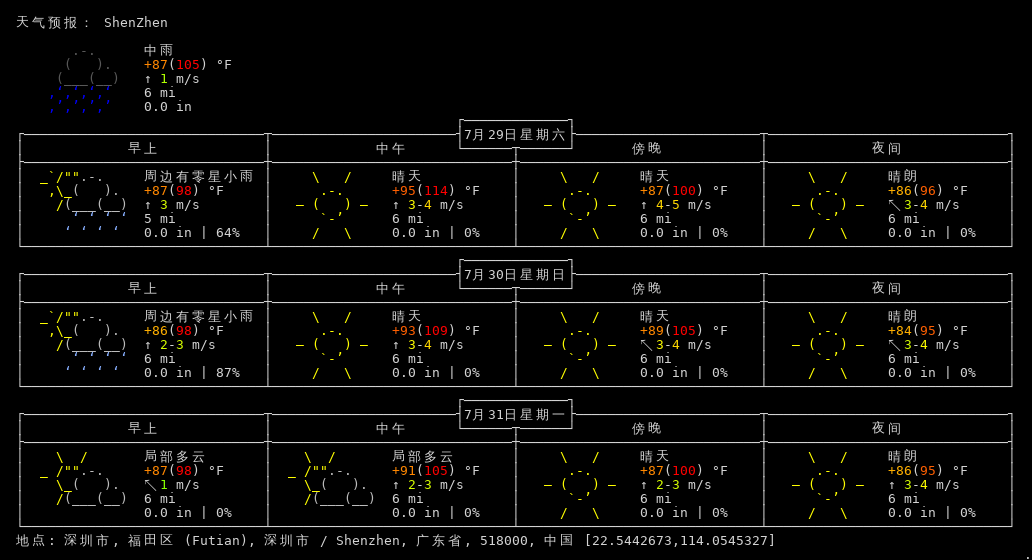 天气预报： ShenZhen
中雨
+87(105) °F
↑ 1 m/s
6 mi
0.0 in
7月29日星期六
早上 中午 傍晚 夜间
周边有零星小雨 晴天 晴天 晴朗
+87(98) °F +95(114) °F +87(100) °F +86(96) °F
↑ 3 m/s ↑ 3-4 m/s ↑ 4-5 m/s ↖ 3-4 m/s
5 mi 6 mi 6 mi 6 mi
0.0 in | 64% 0.0 in | 0% 0.0 in | 0% 0.0 in | 0%
7月30日星期日
早上 中午 傍晚 夜间
周边有零星小雨 晴天 晴天 晴朗
+86(98) °F +93(109) °F +89(105) °F +84(95) °F
↑ 2-3 m/s ↑ 3-4 m/s ↖ 3-4 m/s ↖ 3-4 m/s
6 mi 6 mi 6 mi 6 mi
0.0 in | 87% 0.0 in | 0% 0.0 in | 0% 0.0 in | 0%
7月31日星期一
早上 中午 傍晚 夜间
局部多云 局部多云 晴天 晴朗
+87(98) °F +91(105) °F +87(100) °F +86(95) °F
↖ 1 m/s ↑ 2-3 m/s ↑ 2-3 m/s ↑ 3-4 m/s
6 mi 6 mi 6 mi 6 mi
0.0 in | 0% 0.0 in | 0% 0.0 in | 0% 0.0 in | 0%
地点: 深圳市, 福田区 (Futian), 深圳市 / Shenzhen, 广东省, 518000, 中国 [22.5442673,114.0545327]